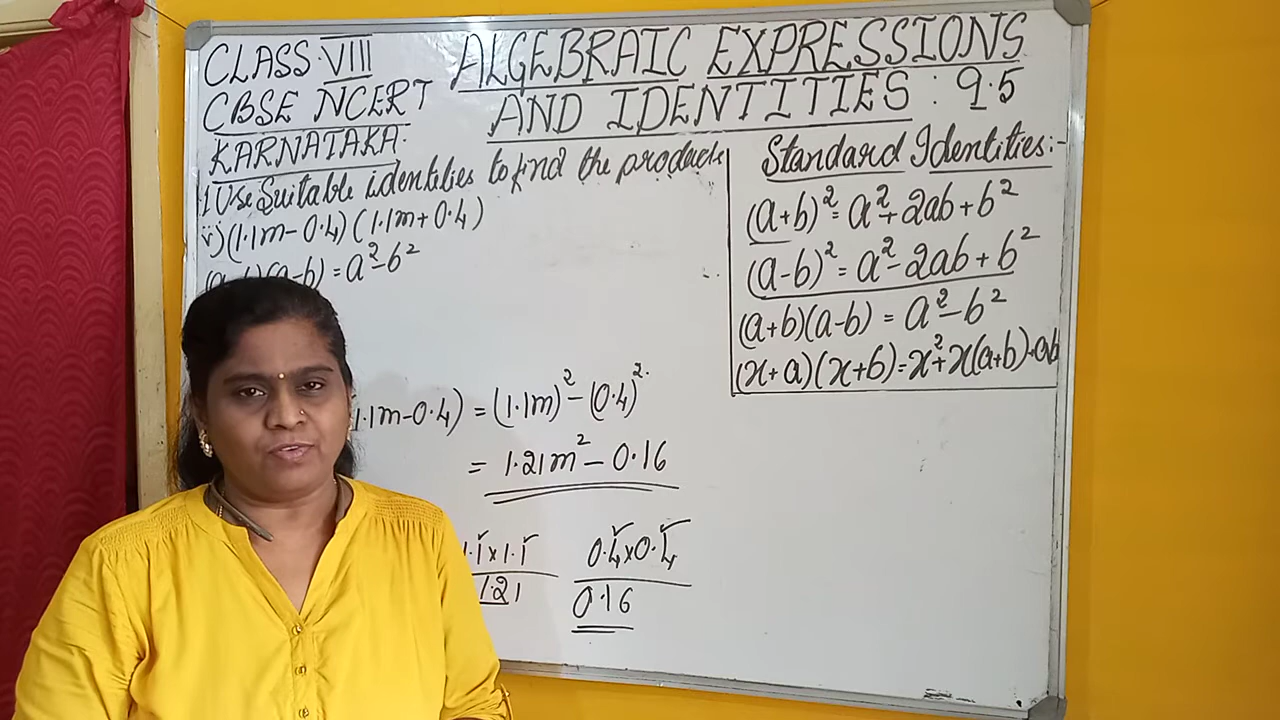 CLASS VIII
CBSE NCERT
KARNATAKA:
ALGEBRAIC EXPRESSIONS
AND IDENTITIES : 9.5
1 Use Suitable identities to find the products
v) (1.1m - 0.4) (1.1m + 0.4)
(a-b) = a² - b²
1.1m - 0.4) = (1.1m)² - (0.4)².
= 1.21m² - 0.16
1.1 x 1.1
1.21
0.4 x 0.4
0.16
Standard Identities:-
(a+b)² = a² + 2ab + b²
(a-b)² = a² - 2ab + b²
(a+b)(a-b) = a² - b²
(x+a)(x+b) = x² + x(a+b) + ab